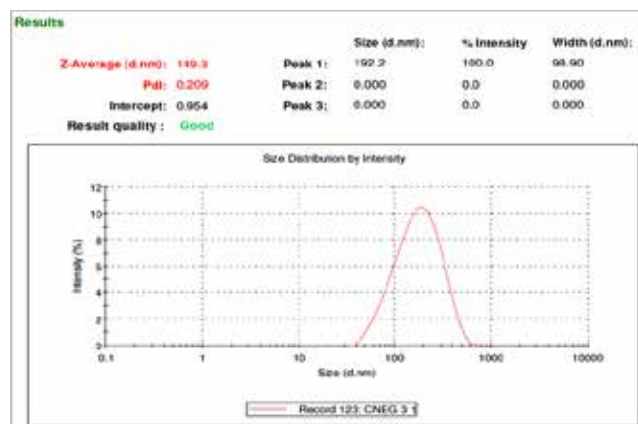 Results
Size (d.nm): % Intensity Width (d.nm):
Z-Average (d.nm): 149.3 Peak 1: 192.2 100.0 98.90
PdI: 0.209 Peak 2: 0.000 0.0 0.000
Intercept: 0.954 Peak 3: 0.000 0.0 0.000
Result quality : Good
Size Distribution by Intensity
Intensity (%)
12
10
8
6
4
2
0
0.1 1 10 100 1000 10000
Size (d.nm)
Record 123: CNEG 3 1